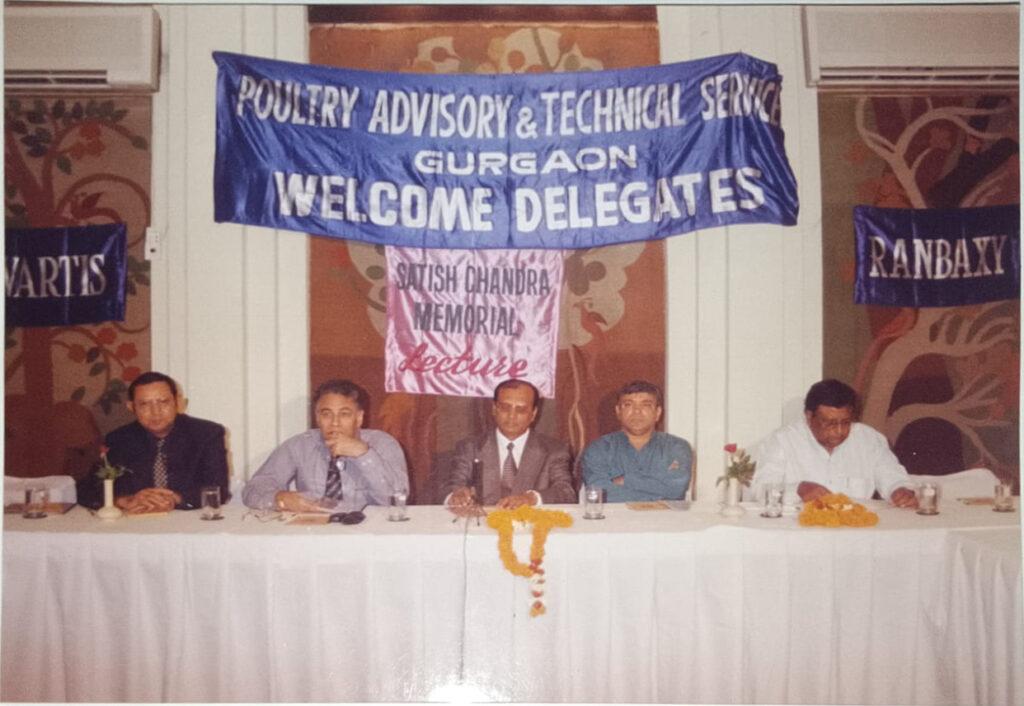 POULTRY ADVISORY & TECHNICAL SERVICE
GURGAON
WELCOME DELEGATES
VARTIS
RANBAXY
SATISH CHANDRA
MEMORIAL
Lecture